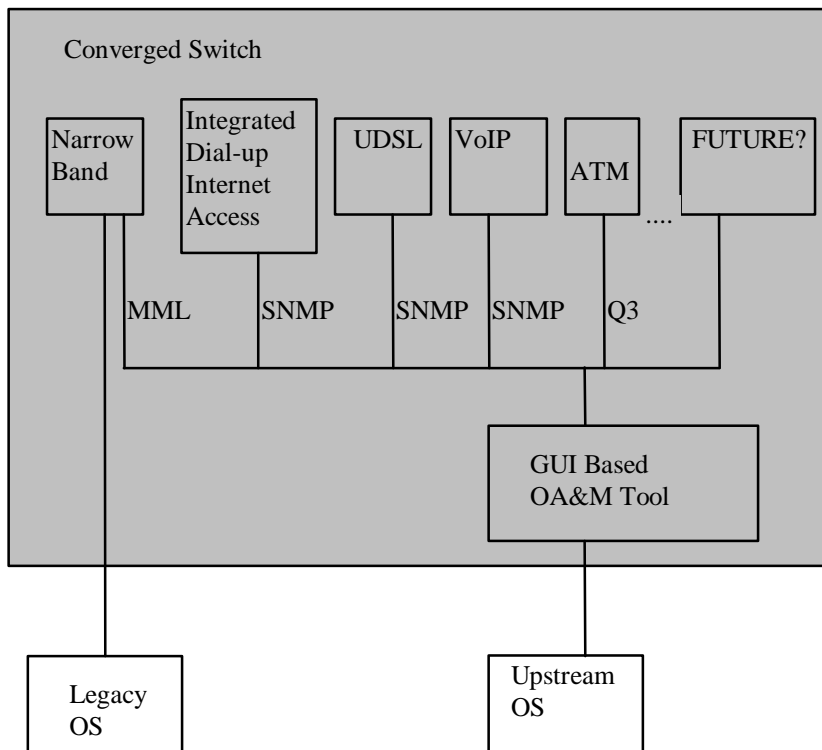 Converged Switch
Narrow
Band
Integrated
Dial-up
Internet
Access
UDSL
VoIP
ATM
....
FUTURE?
MML
SNMP
SNMP
SNMP
Q3
GUI Based
OA&M Tool
Legacy
OS
Upstream
OS